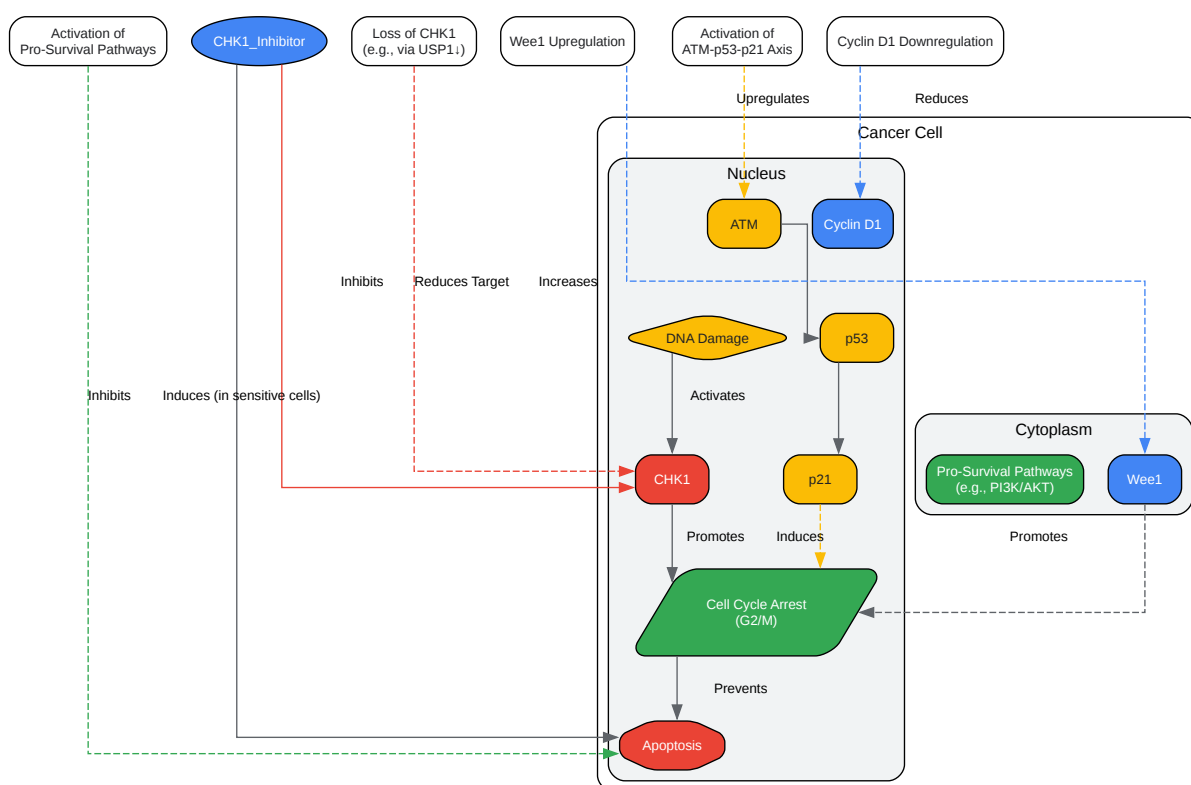 Activation of
Pro-Survival Pathways
CHK1_Inhibitor
Loss of CHK1
(e.g., via USP1↓)
Wee1 Upregulation
Activation of
ATM-p53-p21 Axis
Cyclin D1 Downregulation
Upregulates
Reduces
Cancer Cell
Nucleus
ATM
Cyclin D1
Inhibits
Reduces Target
Increases
DNA Damage
p53
Inhibits
Induces (in sensitive cells)
Activates
Cytoplasm
CHK1
p21
Pro-Survival Pathways
(e.g., PI3K/AKT)
Wee1
Promotes
Induces
Promotes
Cell Cycle Arrest
(G2/M)
Prevents
Apoptosis